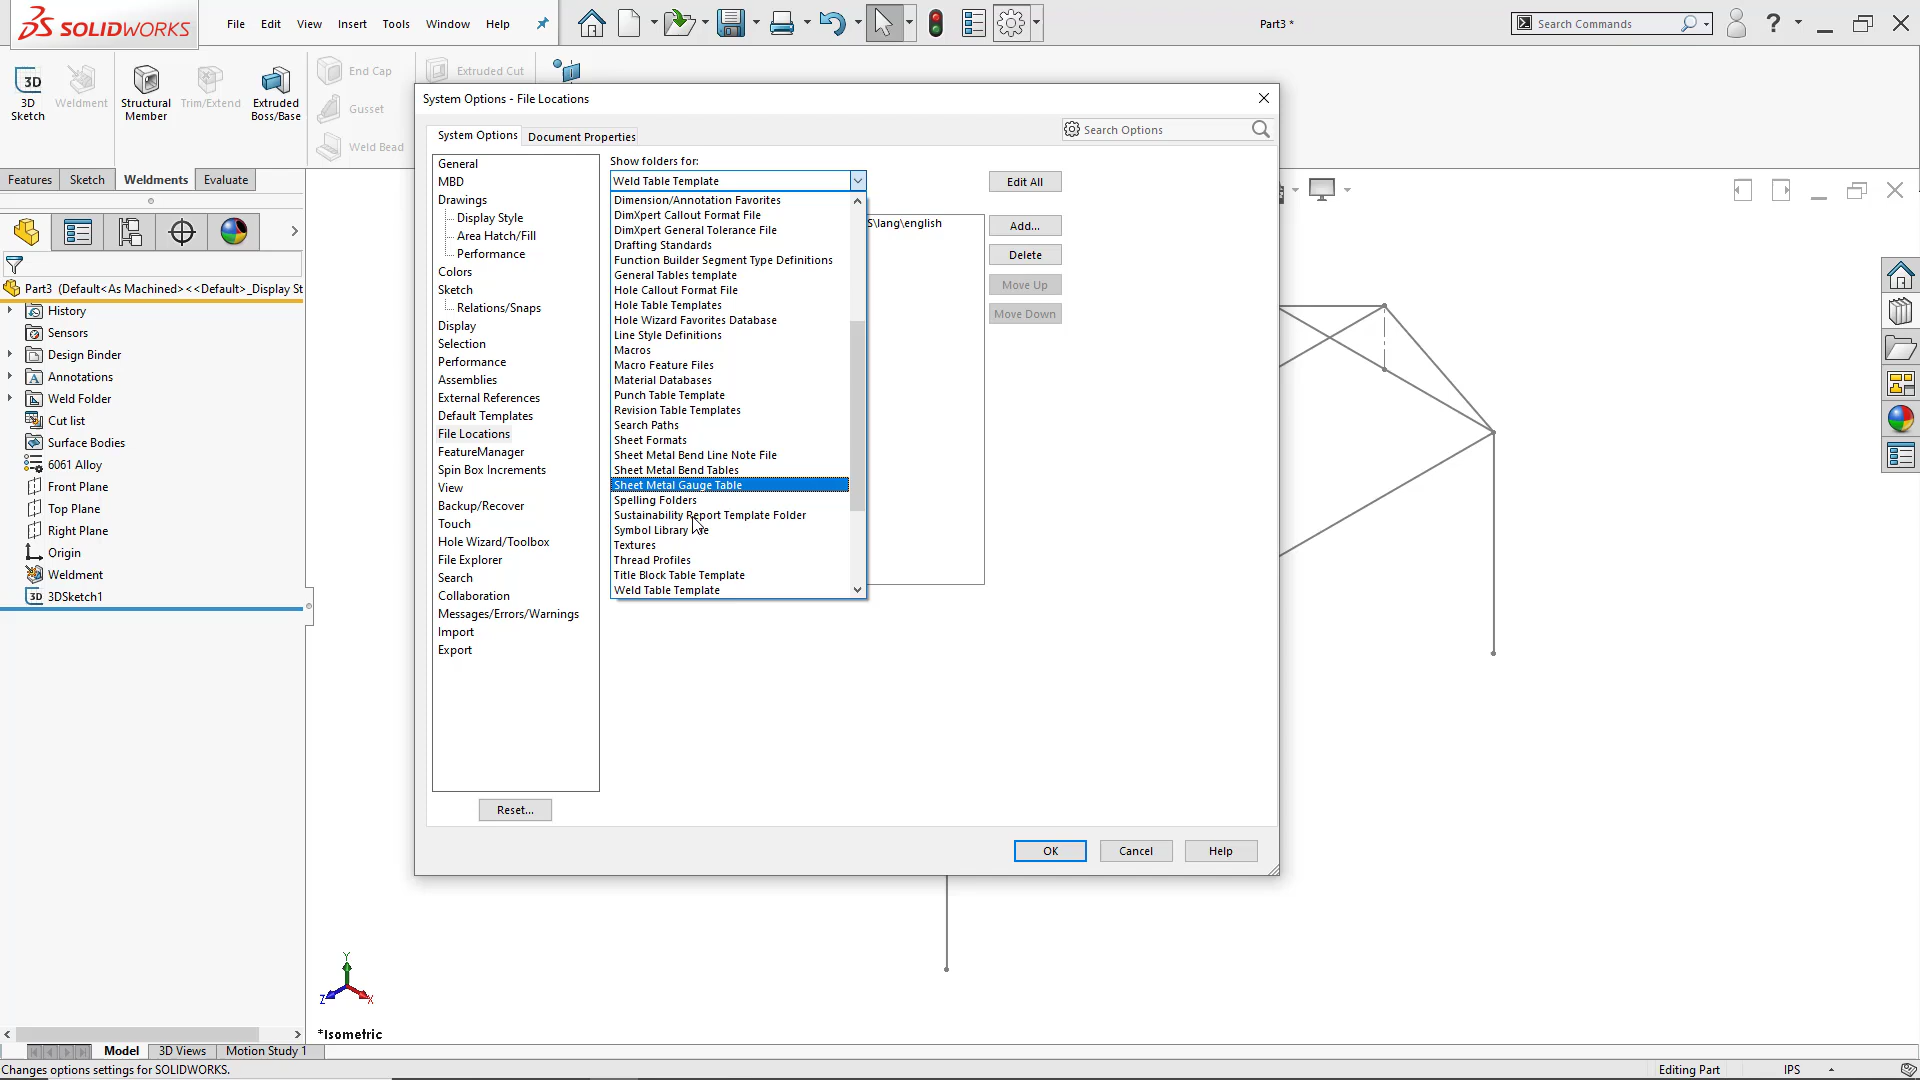 SOLIDWORKS
File Edit View Insert Tools Window Help
Part3 *
Search Commands
3D Sketch
Weldment
Structural Member
Trim/Extend
Extruded Boss/Base
End Cap
Gusset
Weld Bead
Extruded Cut
Features Sketch Weldments Evaluate
Part3 (Default<As Machined><<Default>_Display St
History
Sensors
Design Binder
Annotations
Weld Folder
Cut list
Surface Bodies
6061 Alloy
Front Plane
Top Plane
Right Plane
Origin
Weldment
3DSketch1
System Options - File Locations
System Options Document Properties
Search Options
General
MBD
Drawings
Display Style
Area Hatch/Fill
Performance
Colors
Sketch
Relations/Snaps
Display
Selection
Performance
Assemblies
External References
Default Templates
File Locations
FeatureManager
Spin Box Increments
View
Backup/Recover
Touch
Hole Wizard/Toolbox
File Explorer
Search
Collaboration
Messages/Errors/Warnings
Import
Export
Reset...
Show folders for:
Weld Table Template
Dimension/Annotation Favorites
DimXpert Callout Format File
DimXpert General Tolerance File
Drafting Standards
Function Builder Segment Type Definitions
General Tables template
Hole Callout Format File
Hole Table Templates
Hole Wizard Favorites Database
Line Style Definitions
Macros
Macro Feature Files
Material Databases
Punch Table Template
Revision Table Templates
Search Paths
Sheet Formats
Sheet Metal Bend Line Note File
Sheet Metal Bend Tables
Sheet Metal Gauge Table
Spelling Folders
Sustainability Report Template Folder
Symbol Library
Textures
Thread Profiles
Title Block Table Template
Weld Table Template
S\lang\english
Edit All
Add...
Delete
Move Up
Move Down
OK Cancel Help
Y
Z X
*Isometric
Model 3D Views Motion Study 1
Changes options settings for SOLIDWORKS.
Editing Part IPS